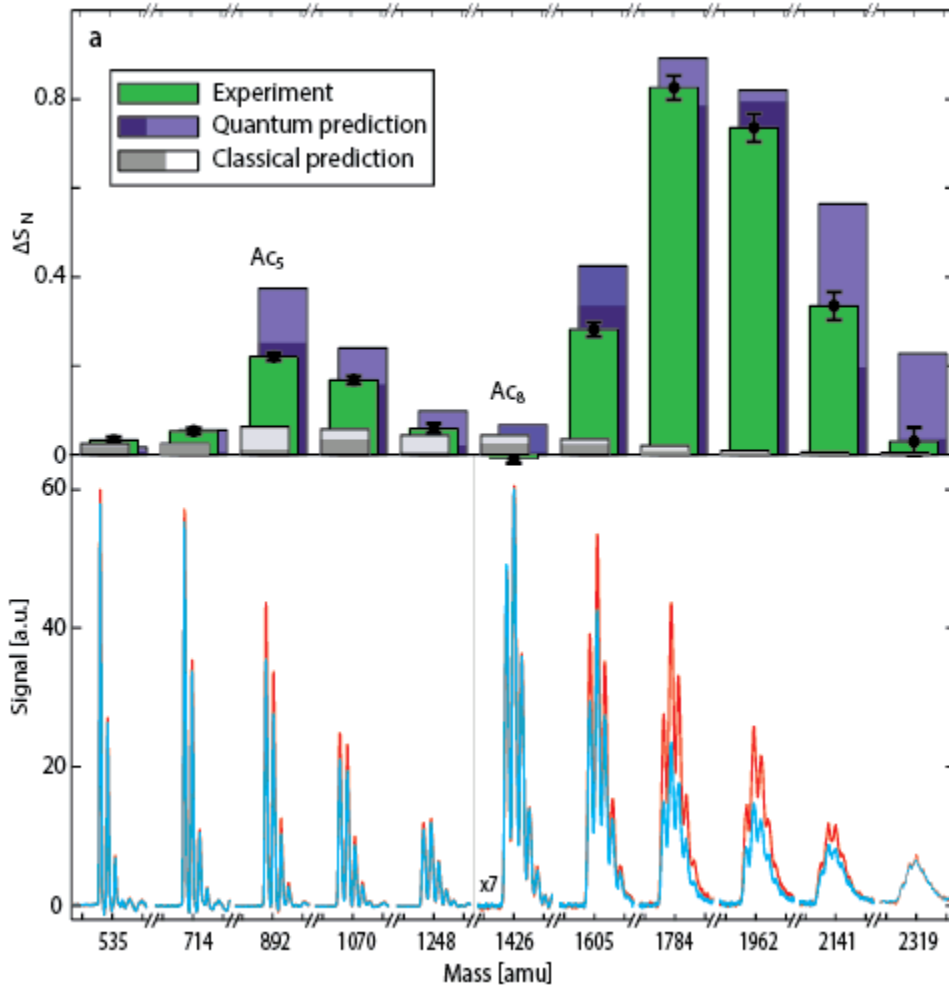 a
Experiment
Quantum prediction
Classical prediction
0.8
ΔS_N
0.4
Ac₅
Ac₈
0
60
Signal [a.u.]
40
20
x7
0
535 714 892 1070 1248 1426 1605 1784 1962 2141 2319
Mass [amu]